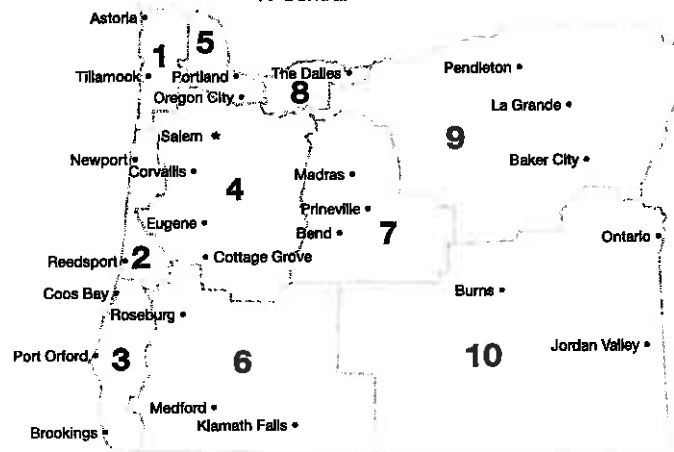 Astoria
1
5
Tillamook
Portland
The Dalles
Pendleton
Oregon City
8
La Grande
Salem
9
Newport
Corvallis
4
Madras
Baker City
Prineville
Eugene
Bend
7
Ontario
Reedsport
2
Cottage Grove
Coos Bay
Burns
Roseburg
Port Orford
3
6
10
Jordan Valley
Medford
Klamath Falls
Brookings